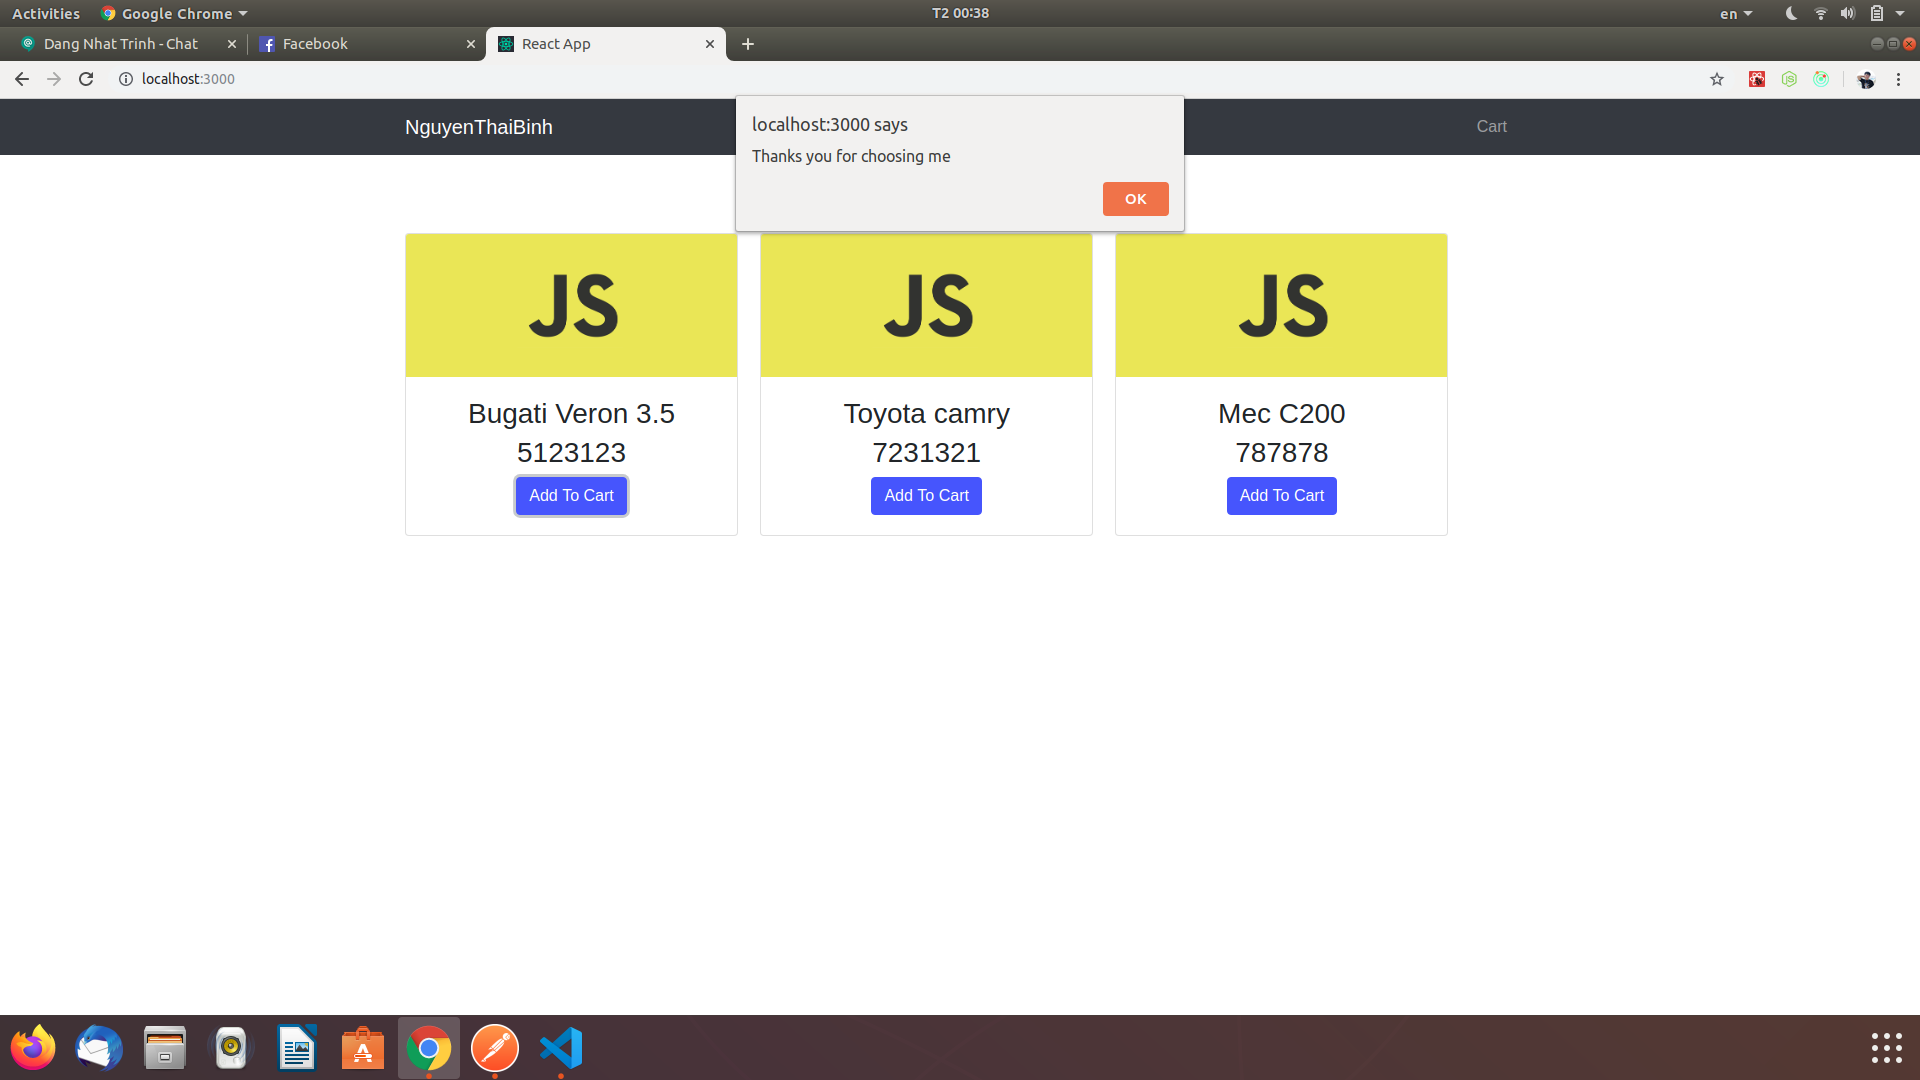 Activities Google Chrome T2 00:38 en
Dang Nhat Trinh - Chat Facebook React App
localhost:3000
NguyenThaiBinh Cart
localhost:3000 says
Thanks you for choosing me
OK
JS JS JS
Bugati Veron 3.5 Toyota camry Mec C200
5123123 7231321 787878
Add To Cart Add To Cart Add To Cart